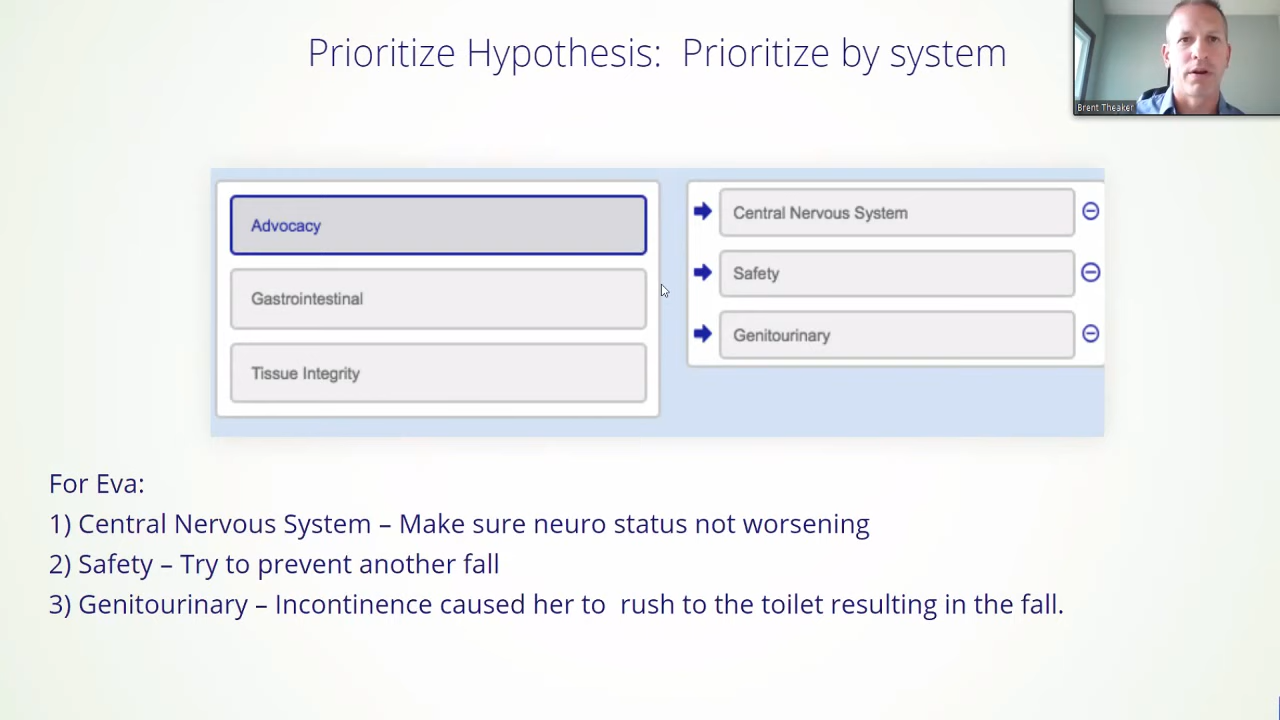 Prioritize Hypothesis:  Prioritize by system
Brent Theaker
Advocacy
Gastrointestinal
Tissue Integrity
Central Nervous System
Safety
Genitourinary
For Eva:
1) Central Nervous System – Make sure neuro status not worsening
2) Safety – Try to prevent another fall
3) Genitourinary – Incontinence caused her to  rush to the toilet resulting in the fall.